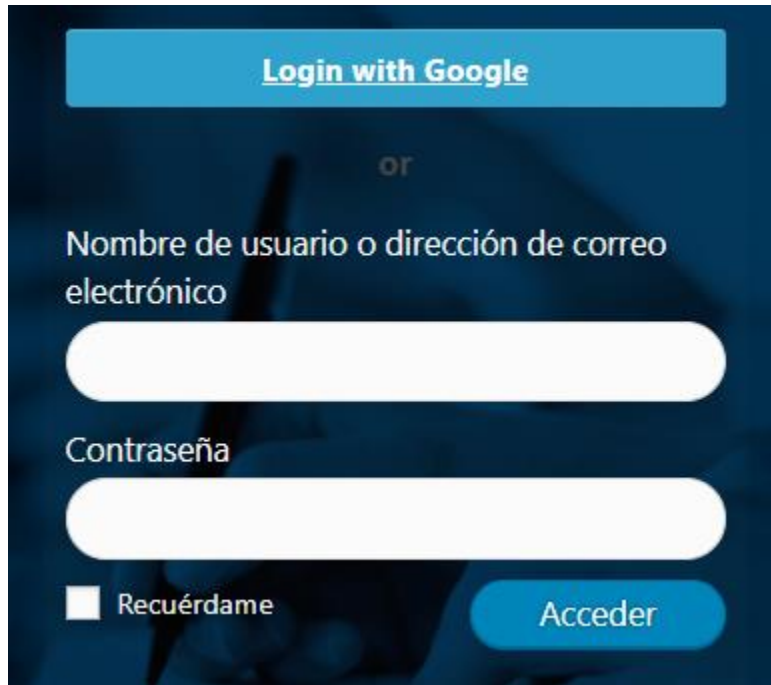 Login with Google
or
Nombre de usuario o dirección de correo
electrónico
Contraseña
Recuérdame
Acceder